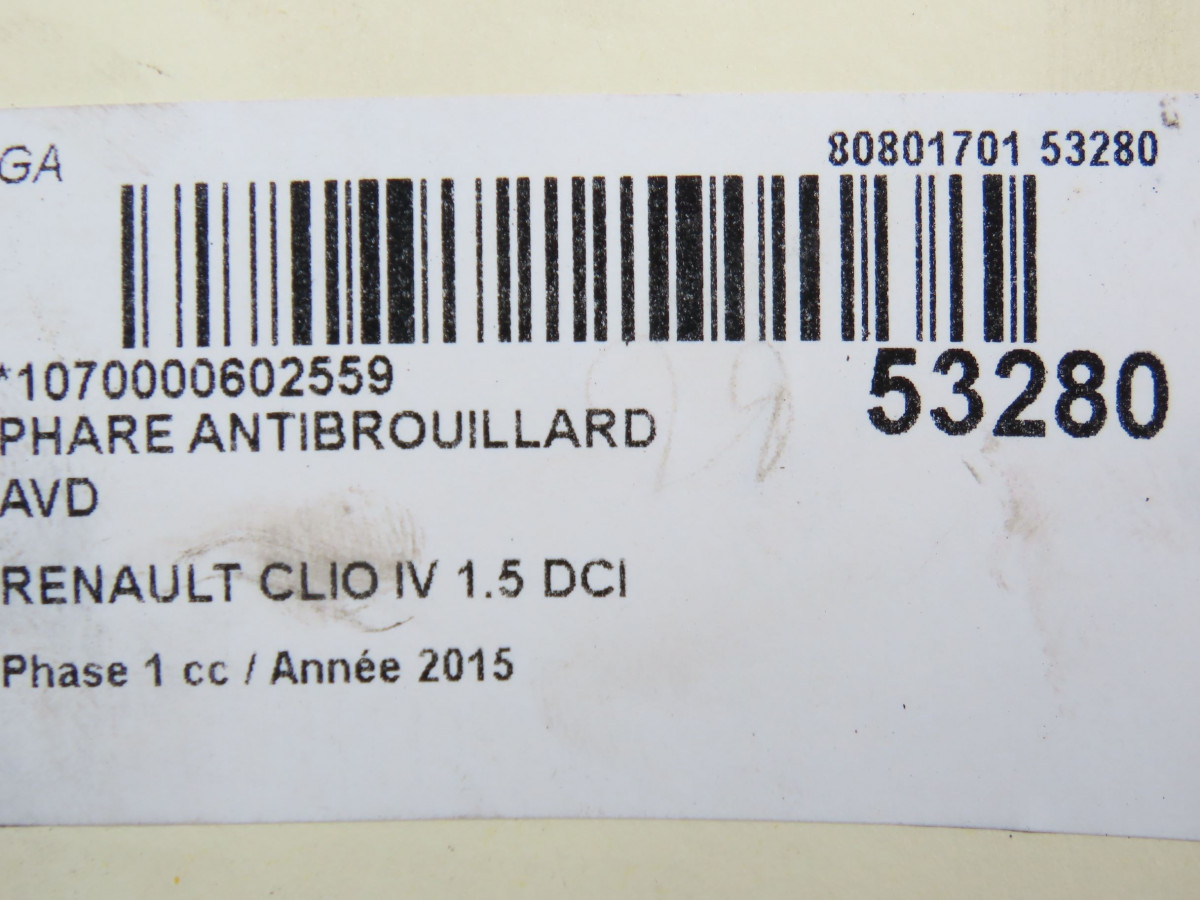 GA
80801701 53280
*1070000602559
53280
PHARE ANTIBROUILLARD
AVD
RENAULT CLIO IV 1.5 DCI
Phase 1 cc / Année 2015